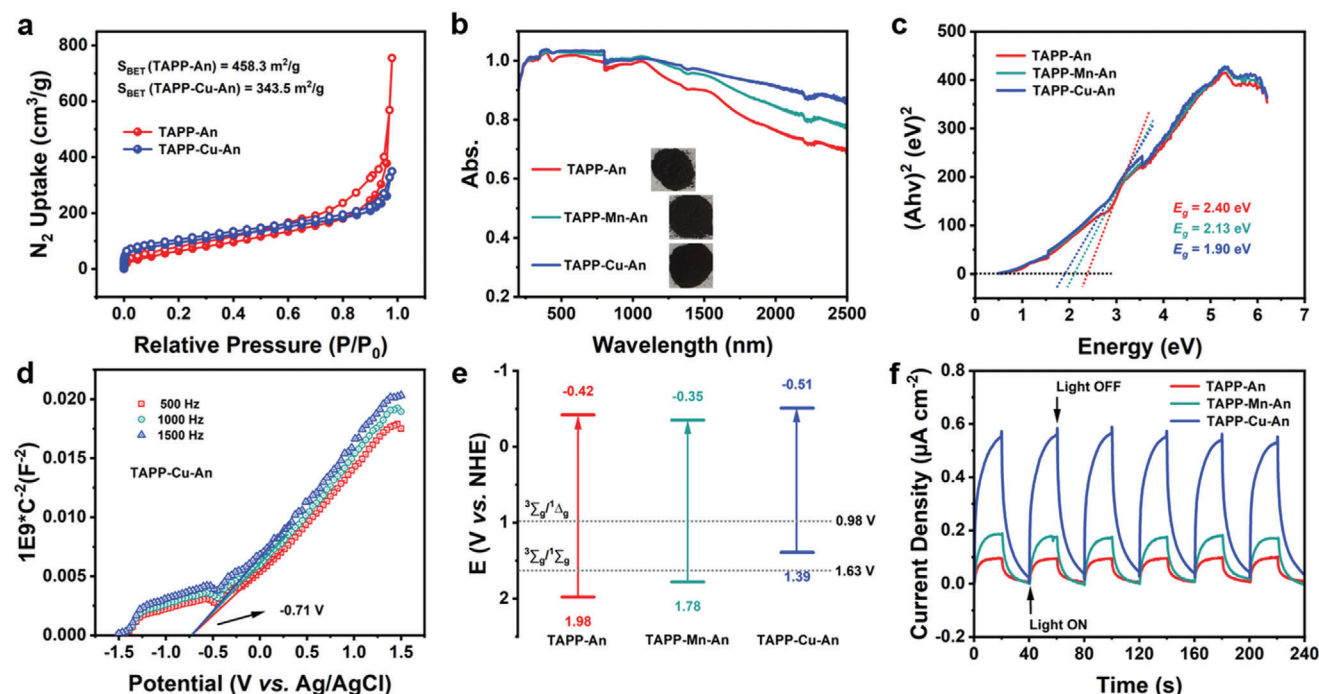 a
800
600
400
200
0
N₂ Uptake (cm³/g)
S_BET (TAPP-An) = 458.3 m²/g
S_BET (TAPP-Cu-An) = 343.5 m²/g
TAPP-An
TAPP-Cu-An
0.0 0.2 0.4 0.6 0.8 1.0
Relative Pressure (P/P₀)
b
1.0
0.8
0.6
0.4
0.2
Abs.
TAPP-An
TAPP-Mn-An
TAPP-Cu-An
500 1000 1500 2000 2500
Wavelength (nm)
c
500
400
300
200
100
0
(Ahv)² (eV)²
TAPP-An
TAPP-Mn-An
TAPP-Cu-An
E_g = 2.40 eV
E_g = 2.13 eV
E_g = 1.90 eV
0 1 2 3 4 5 6 7
Energy (eV)
d
0.020
0.015
0.010
0.005
0.000
1E9*C⁻²(F⁻²)
500 Hz
1000 Hz
1500 Hz
TAPP-Cu-An
-0.71 V
-1.5 -1.0 -0.5 0.0 0.5 1.0 1.5
Potential (V vs. Ag/AgCl)
e
-1
0
1
2
E (V vs. NHE)
-0.42
-0.35
-0.51
³Σg/¹Δg
0.98 V
³Σg/¹Σg
1.63 V
1.98
1.78
1.39
TAPP-An TAPP-Mn-An TAPP-Cu-An
f
0.8
0.6
0.4
0.2
0.0
-0.2
Current Density (μA cm⁻²)
Light OFF
TAPP-An
TAPP-Mn-An
TAPP-Cu-An
Light ON
0 40 80 120 160 200 240
Time (s)